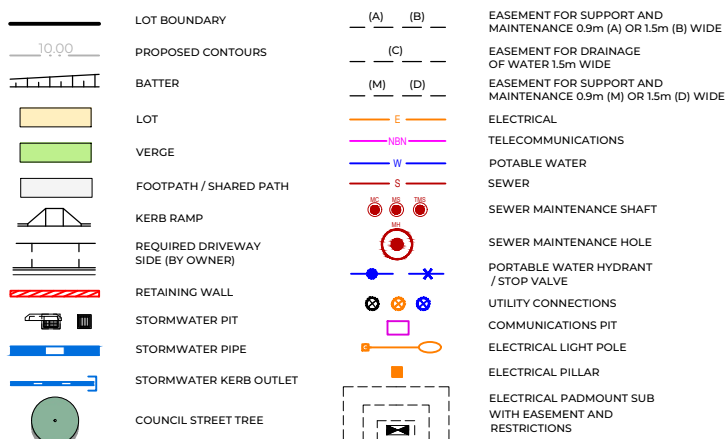 LOT BOUNDARY
10.00
PROPOSED CONTOURS
BATTER
LOT
VERGE
FOOTPATH / SHARED PATH
KERB RAMP
REQUIRED DRIVEWAY
SIDE (BY OWNER)
RETAINING WALL
STORMWATER PIT
STORMWATER PIPE
STORMWATER KERB OUTLET
COUNCIL STREET TREE
(A) (B)
EASEMENT FOR SUPPORT AND
MAINTENANCE 0.9m (A) OR 1.5m (B) WIDE
(C)
EASEMENT FOR DRAINAGE
OF WATER 1.5m WIDE
(M) (D)
EASEMENT FOR SUPPORT AND
MAINTENANCE 0.9m (M) OR 1.5m (D) WIDE
E
ELECTRICAL
NBN
TELECOMMUNICATIONS
W
POTABLE WATER
S
SEWER
MC MS TMS
SEWER MAINTENANCE SHAFT
MH
SEWER MAINTENANCE HOLE
PORTABLE WATER HYDRANT
/ STOP VALVE
UTILITY CONNECTIONS
COMMUNICATIONS PIT
ELECTRICAL LIGHT POLE
ELECTRICAL PILLAR
ELECTRICAL PADMOUNT SUB
WITH EASEMENT AND
RESTRICTIONS